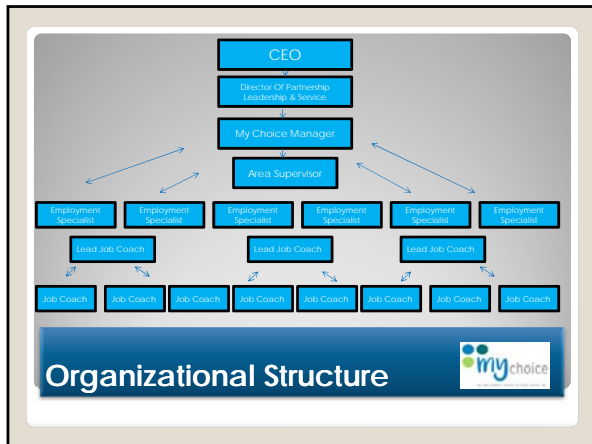 CEO
Director Of Partnership
Leadership & Service
My Choice Manager
Area Supervisor
Employment
Specialist
Employment
Specialist
Employment
Specialist
Employment
Specialist
Employment
Specialist
Employment
Specialist
Lead Job Coach
Lead Job Coach
Lead Job Coach
Job Coach
Job Coach
Job Coach
Job Coach
Job Coach
Job Coach
Job Coach
Job Coach
Organizational Structure
my choice